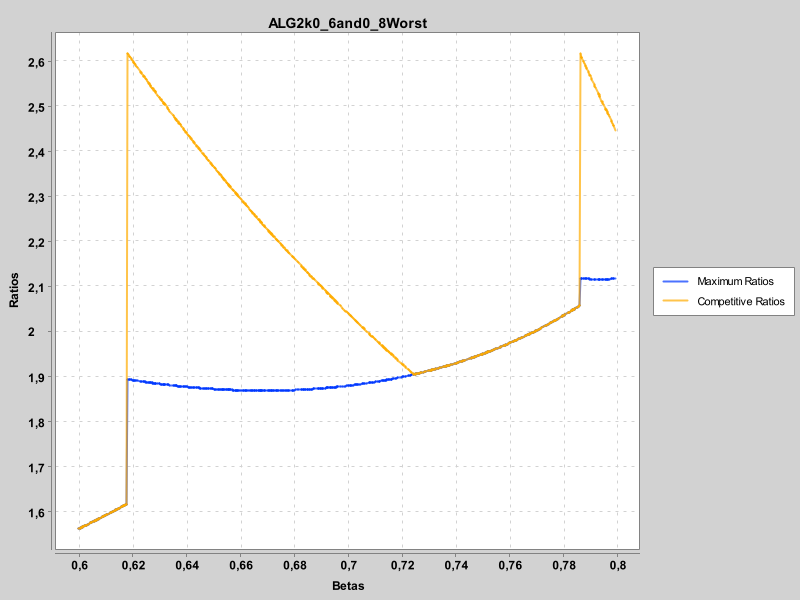 ALG2k0_6and0_8Worst
2,6
2,5
2,4
2,3
2,2
2,1
2
1,9
1,8
1,7
1,6
Ratios
0,6 0,62 0,64 0,66 0,68 0,7 0,72 0,74 0,76 0,78 0,8
Betas
Maximum Ratios
Competitive Ratios